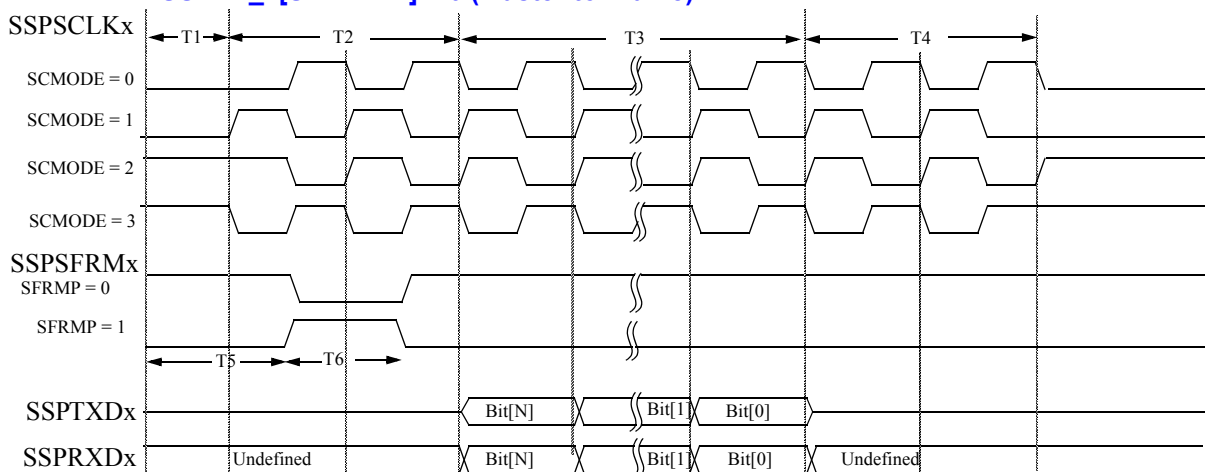 SSPSCLKx
T1
T2
T3
T4
SCMODE = 0
SCMODE = 1
SCMODE = 2
SCMODE = 3
SSPSFRMx
SFRMP = 0
SFRMP = 1
T5
T6
SSPTXDx
Bit[N]
Bit[1]
Bit[0]
SSPRXDx
Undefined
Bit[N]
Bit[1]
Bit[0]
Undefined